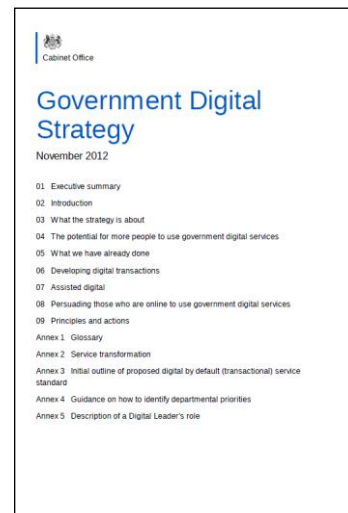 Cabinet Office
Government Digital
Strategy
November 2012
01 Executive summary
02 Introduction
03 What the strategy is about
04 The potential for more people to use government digital services
05 What we have already done
06 Developing digital transactions
07 Assisted digital
08 Persuading those who are online to use government digital services
09 Principles and actions
Annex 1 Glossary
Annex 2 Service transformation
Annex 3 Initial outline of proposed digital by default (transactional) service
standard
Annex 4 Guidance on how to identify departmental priorities
Annex 5 Description of a Digital Leader's role